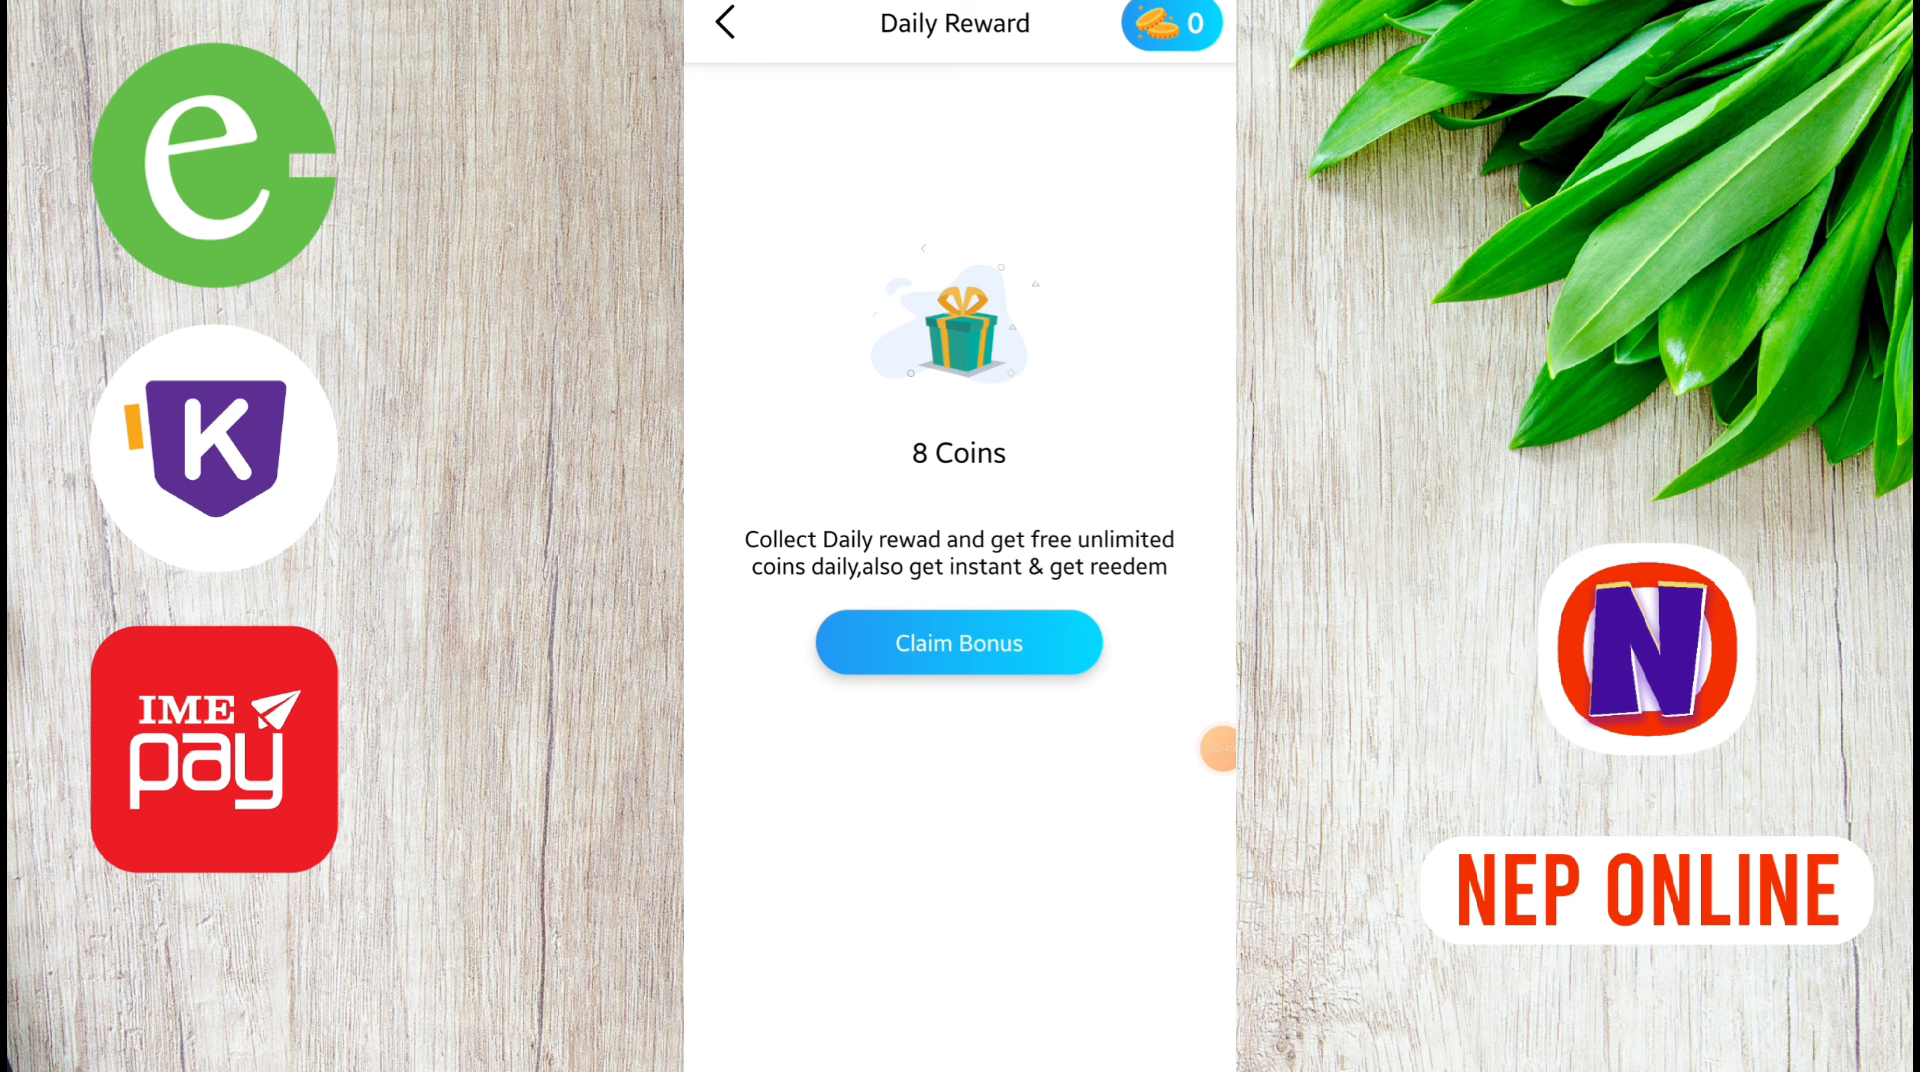 Daily Reward
0
e
K
IME
pay
8 Coins
Collect Daily rewad and get free unlimited
coins daily,also get instant & get reedem
Claim Bonus
N
NEP ONLINE